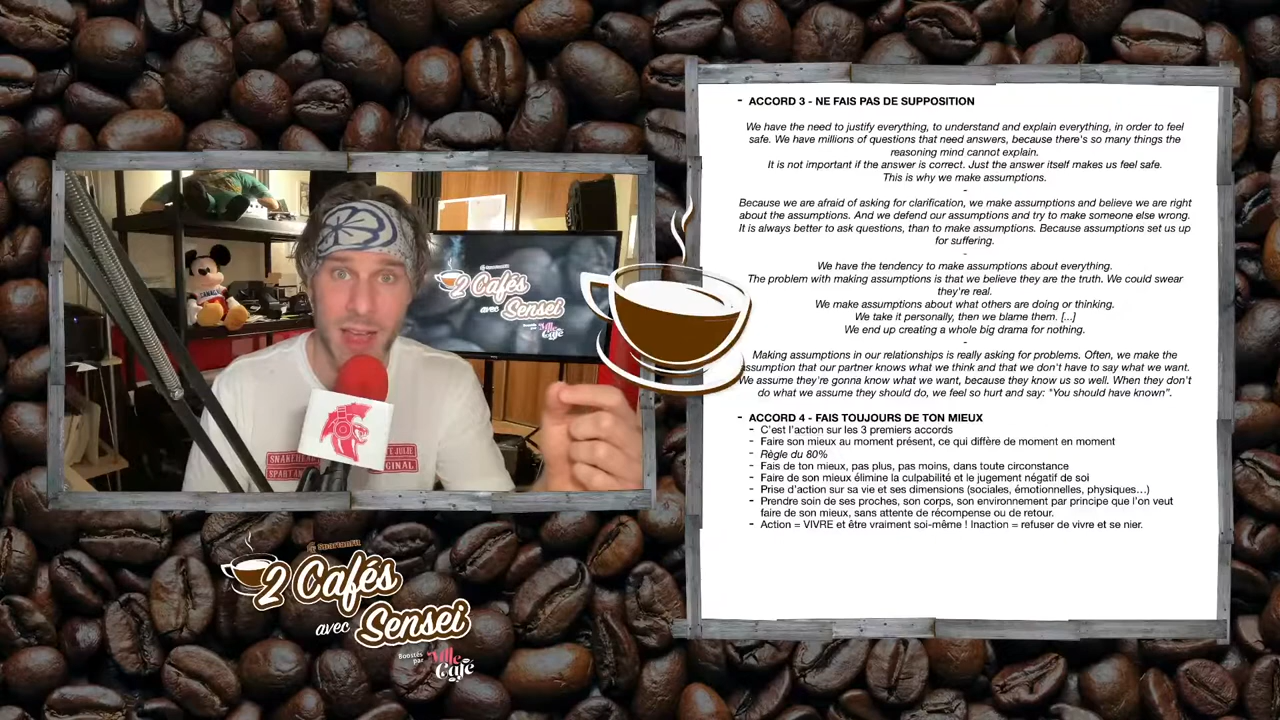 - ACCORD 3 - NE FAIS PAS DE SUPPOSITION
We have the need to justify everything, to understand and explain everything, in order to feel
safe. We have millions of questions that need answers, because there's so many things the
reasoning mind cannot explain.
It is not important if the answer is correct. Just the answer itself makes us feel safe.
This is why we make assumptions.
-
Because we are afraid of asking for clarification, we make assumptions and believe we are right
about the assumptions. And we defend our assumptions and try to make someone else wrong.
It is always better to ask questions, than to make assumptions. Because assumptions set us up
for suffering.
-
We have the tendency to make assumptions about everything.
The problem with making assumptions is that we believe they are the truth. We could swear
they're real.
We make assumptions about what others are doing or thinking.
We take it personally, then we blame them. [...]
We end up creating a whole big drama for nothing.
-
Making assumptions in our relationships is really asking for problems. Often, we make the
assumption that our partner knows what we think and that we don't have to say what we want.
We assume they're gonna know what we want, because they know us so well. When they don't
do what we assume they should do, we feel so hurt and say: "You should have known".
- ACCORD 4 - FAIS TOUJOURS DE TON MIEUX
- C'est l'action sur les 3 premiers accords
- Faire son mieux au moment présent, ce qui diffère de moment en moment
- Règle du 80%
- Fais de ton mieux, pas plus, pas moins, dans toute circonstance
- Faire de son mieux élimine la culpabilité et le jugement négatif de soi
- Prise d'action sur sa vie et ses dimensions (sociales, émotionnelles, physiques...)
- Prendre soin de ses proches, son corps, son environnement par principe que l'on veut
faire de son mieux, sans attente de récompense ou de retour.
- Action = VIVRE et être vraiment soi-même ! Inaction = refuser de vivre et se nier.
2 Cafés
avec Sensei
SNAKE
SPARTAN
TE JULIE
GINAL
SpartanFit
2 Cafés
avec Sensei
Boostés
par
Ville
Café